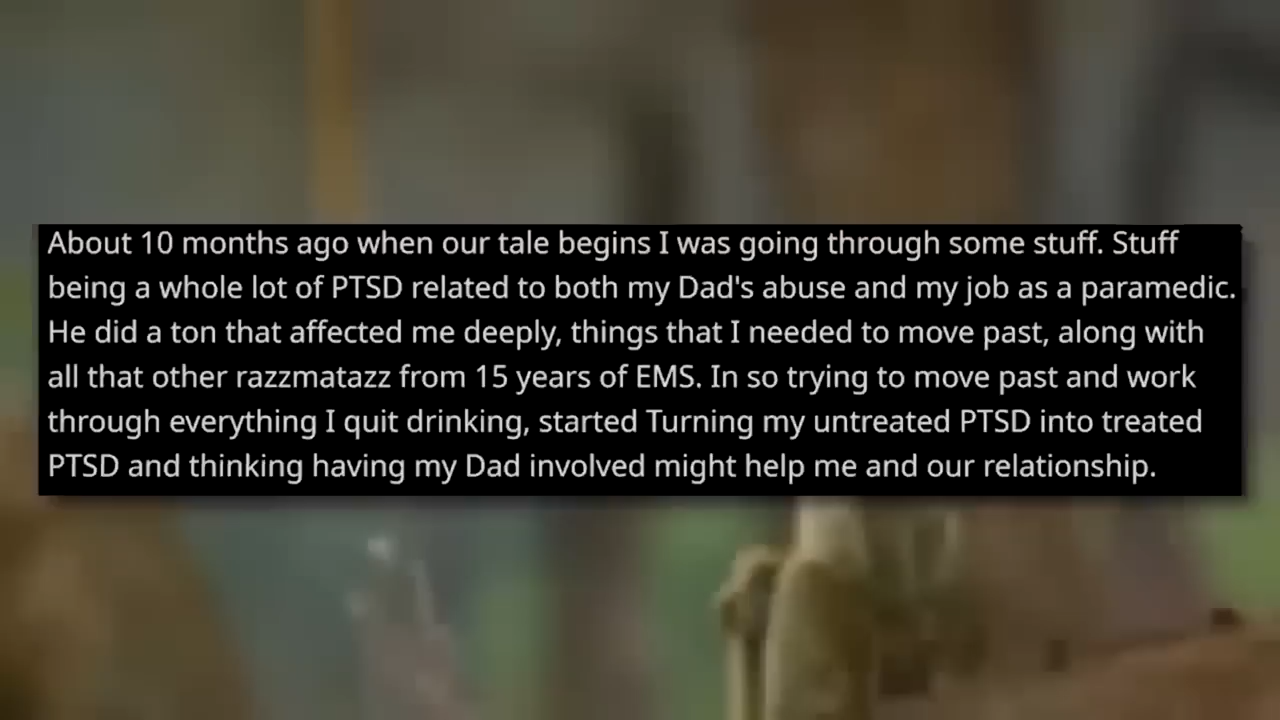 About 10 months ago when our tale begins I was going through some stuff. Stuff
being a whole lot of PTSD related to both my Dad's abuse and my job as a paramedic.
He did a ton that affected me deeply, things that I needed to move past, along with
all that other razzmatazz from 15 years of EMS. In so trying to move past and work
through everything I quit drinking, started Turning my untreated PTSD into treated
PTSD and thinking having my Dad involved might help me and our relationship.